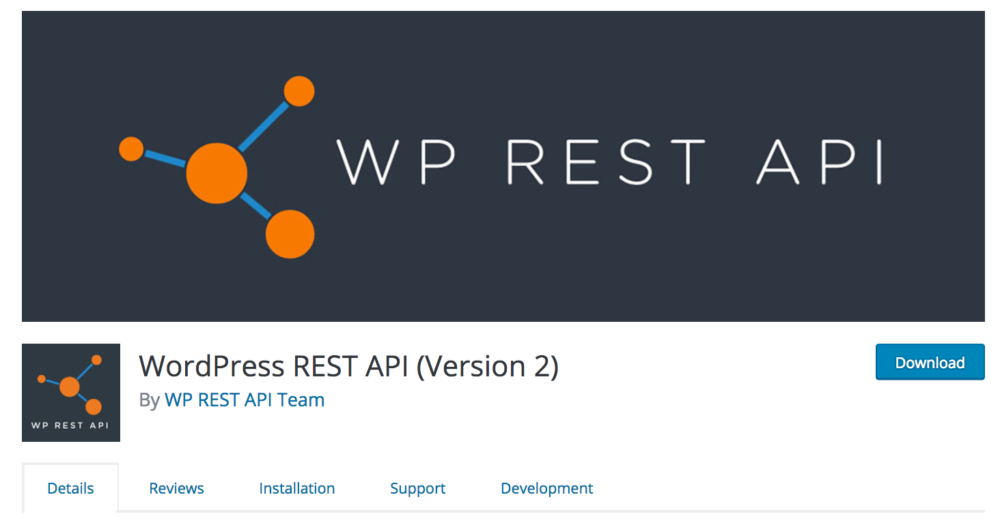 WP REST API
WordPress REST API (Version 2)
Download
By WP REST API Team
WP REST API
Details
Reviews
Installation
Support
Development